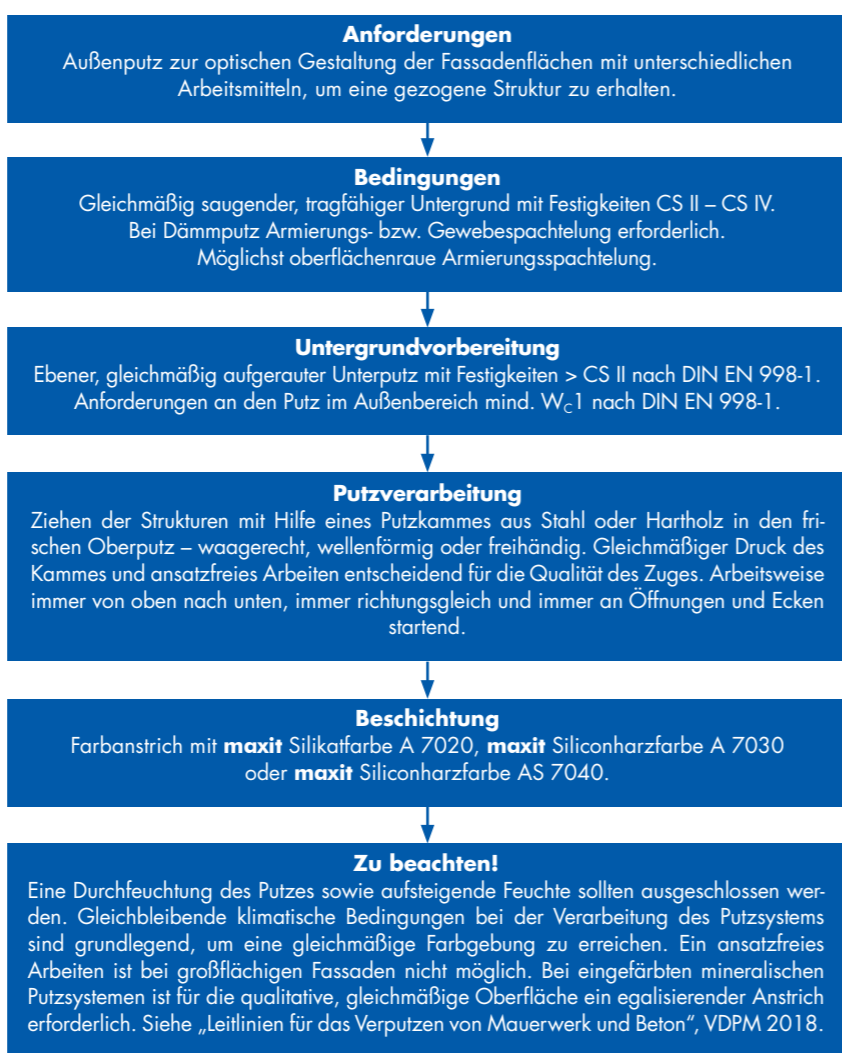 Anforderungen
Außenputz zur optischen Gestaltung der Fassadenflächen mit unterschiedlichen
Arbeitsmitteln, um eine gezogene Struktur zu erhalten.
Bedingungen
Gleichmäßig saugender, tragfähiger Untergrund mit Festigkeiten CS II – CS IV.
Bei Dämmputz Armierungs- bzw. Gewebespachtelung erforderlich.
Möglichst oberflächenraue Armierungsspachtelung.
Untergrundvorbereitung
Ebener, gleichmäßig aufgerauter Unterputz mit Festigkeiten > CS II nach DIN EN 998-1.
Anforderungen an den Putz im Außenbereich mind. W_C1 nach DIN EN 998-1.
Putzverarbeitung
Ziehen der Strukturen mit Hilfe eines Putzkammes aus Stahl oder Hartholz in den fri-
schen Oberputz – waagerecht, wellenförmig oder freihändig. Gleichmäßiger Druck des
Kammes und ansatzfreies Arbeiten entscheidend für die Qualität des Zuges. Arbeitsweise
immer von oben nach unten, immer richtungsgleich und immer an Öffnungen und Ecken
startend.
Beschichtung
Farbanstrich mit maxit Silikatfarbe A 7020, maxit Siliconharzfarbe A 7030
oder maxit Siliconharzfarbe AS 7040.
Zu beachten!
Eine Durchfeuchtung des Putzes sowie aufsteigende Feuchte sollten ausgeschlossen wer-
den. Gleichbleibende klimatische Bedingungen bei der Verarbeitung des Putzsystems
sind grundlegend, um eine gleichmäßige Farbgebung zu erreichen. Ein ansatzfreies
Arbeiten ist bei großflächigen Fassaden nicht möglich. Bei eingefärbten mineralischen
Putzsystemen ist für die qualitative, gleichmäßige Oberfläche ein egalisierender Anstrich
erforderlich. Siehe „Leitlinien für das Verputzen von Mauerwerk und Beton“, VDPM 2018.